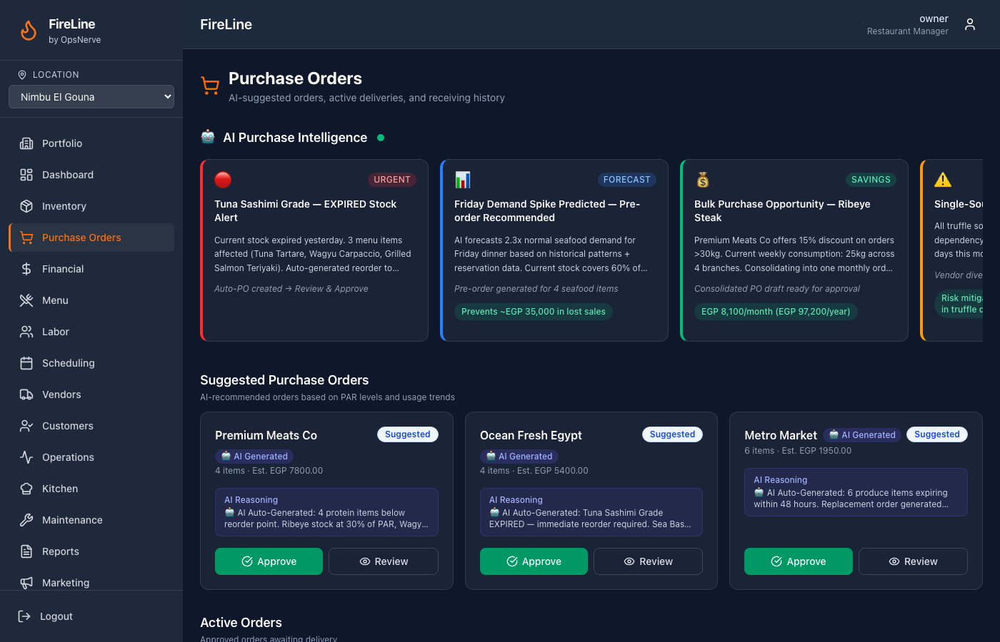 FireLine
by OpsNerve
LOCATION
Nimbu El Gouna
Portfolio
Dashboard
Inventory
Purchase Orders
Financial
Menu
Labor
Scheduling
Vendors
Customers
Operations
Kitchen
Maintenance
Reports
Marketing
Logout
FireLine
owner
Restaurant Manager
Purchase Orders
AI-suggested orders, active deliveries, and receiving history
AI Purchase Intelligence
URGENT
Tuna Sashimi Grade — EXPIRED Stock
Alert
Current stock expired yesterday. 3 menu items
affected (Tuna Tartare, Wagyu Carpaccio, Grilled
Salmon Teriyaki). Auto-generated reorder to…
Auto-PO created → Review & Approve
FORECAST
Friday Demand Spike Predicted — Pre-
order Recommended
AI forecasts 2.3x normal seafood demand for
Friday dinner based on historical patterns +
reservation data. Current stock covers 60% of…
Pre-order generated for 4 seafood items
Prevents ~EGP 35,000 in lost sales
SAVINGS
Bulk Purchase Opportunity — Ribeye
Steak
Premium Meats Co offers 15% discount on orders
>30kg. Current weekly consumption: 25kg across
4 branches. Consolidating into one monthly ord…
Consolidated PO draft ready for approval
EGP 8,100/month (EGP 97,200/year)
Single-Sou
All truffle so
dependency
days this mo
Vendor dive
Risk mitiga
in truffle d
Suggested Purchase Orders
AI-recommended orders based on PAR levels and usage trends
Premium Meats Co
Suggested
AI Generated
4 items · Est. EGP 7800.00
AI Reasoning
AI Auto-Generated: 4 protein items below
reorder point. Ribeye stock at 30% of PAR, Wagy…
Approve
Review
Ocean Fresh Egypt
Suggested
AI Generated
4 items · Est. EGP 5400.00
AI Reasoning
AI Auto-Generated: Tuna Sashimi Grade
EXPIRED — immediate reorder required. Sea Bas…
Approve
Review
Metro Market
AI Generated
Suggested
6 items · Est. EGP 1950.00
AI Reasoning
AI Auto-Generated: 6 produce items expiring
within 48 hours. Replacement order generated…
Approve
Review
Active Orders
Approved orders awaiting delivery